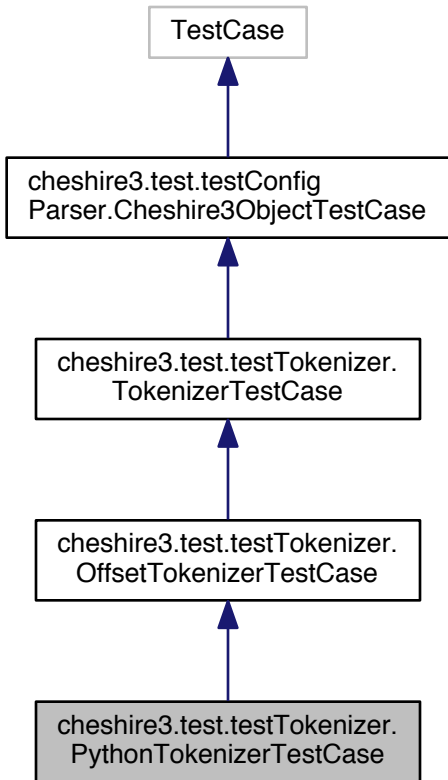 TestCase
cheshire3.test.testConfig
Parser.Cheshire3ObjectTestCase
cheshire3.test.testTokenizer.
TokenizerTestCase
cheshire3.test.testTokenizer.
OffsetTokenizerTestCase
cheshire3.test.testTokenizer.
PythonTokenizerTestCase